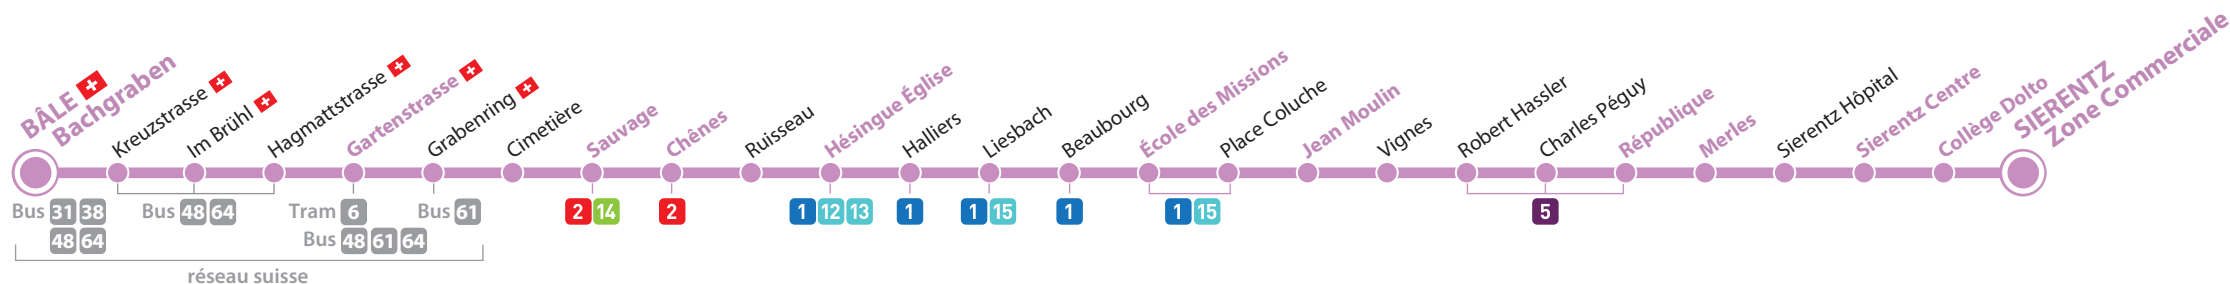 BÂLE
Bachgraben
Kreuzstrasse
Im Brühl
Hagmattstrasse
Gartenstrasse
Grabenring
Cimetière
Sauvage
Chênes
Ruisseau
Hésingue Église
Halliers
Liesbach
Beaubourg
École des Missions
Place Coluche
Jean Moulin
Vignes
Robert Hassler
Charles Péguy
République
Merles
Sierentz Hôpital
Sierentz Centre
Collège Dolto
SIERENTZ
Zone Commerciale
Bus 31 38
48 64
Bus 48 64
Tram 6
Bus 48 61 64
Bus 61
2 14
2
1 12 13
1
1 15
1
1 15
5
réseau suisse